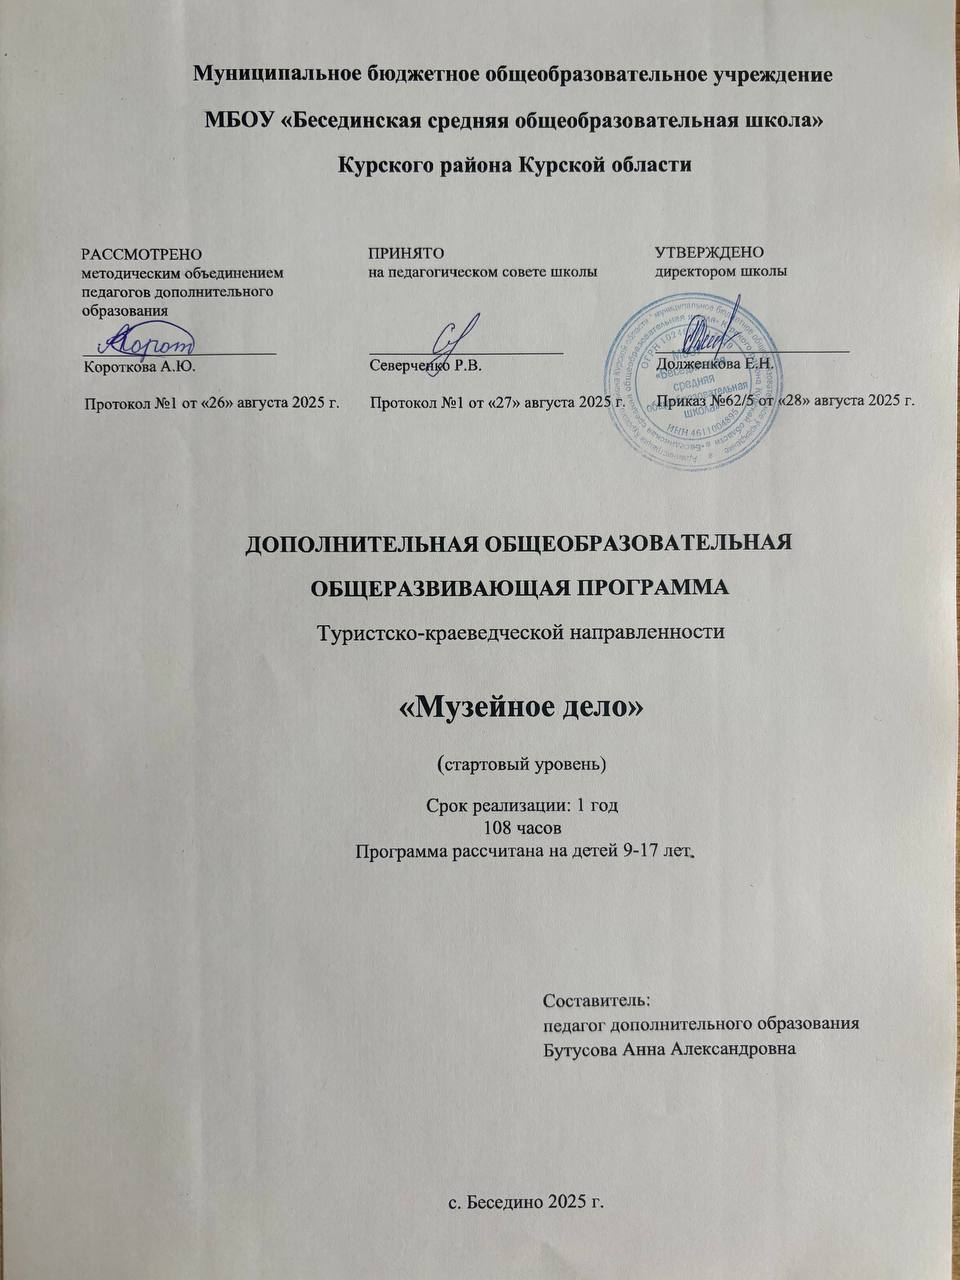 Муниципальное бюджетное общеобразовательное учреждение
МБОУ «Бесединская средняя общеобразовательная школа»
Курского района Курской области
РАССМОТРЕНО
методическим объединением
педагогов дополнительного
образования
Короткова А.Ю.
Протокол №1 от «26» августа 2025 г.
ПРИНЯТО
на педагогическом совете школы
Северченко Р.В.
Протокол №1 от «27» августа 2025 г.
УТВЕРЖДЕНО
директором школы
Долженкова Е.Н.
Приказ №62/5 от «28» августа 2025 г.
средняя
школа»
ИНН 4611004895
ДОПОЛНИТЕЛЬНАЯ ОБЩЕОБРАЗОВАТЕЛЬНАЯ
ОБЩЕРАЗВИВАЮЩАЯ ПРОГРАММА
Туристско-краеведческой направленности
«Музейное дело»
(стартовый уровень)
Срок реализации: 1 год
108 часов
Программа рассчитана на детей 9-17 лет.
Составитель:
педагог дополнительного образования
Бутусова Анна Александровна
с. Беседино 2025 г.